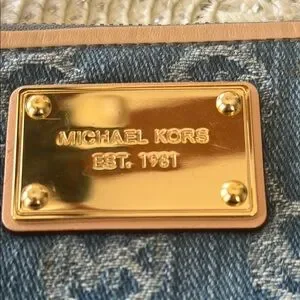 MICHAEL KORS
EST. 1981